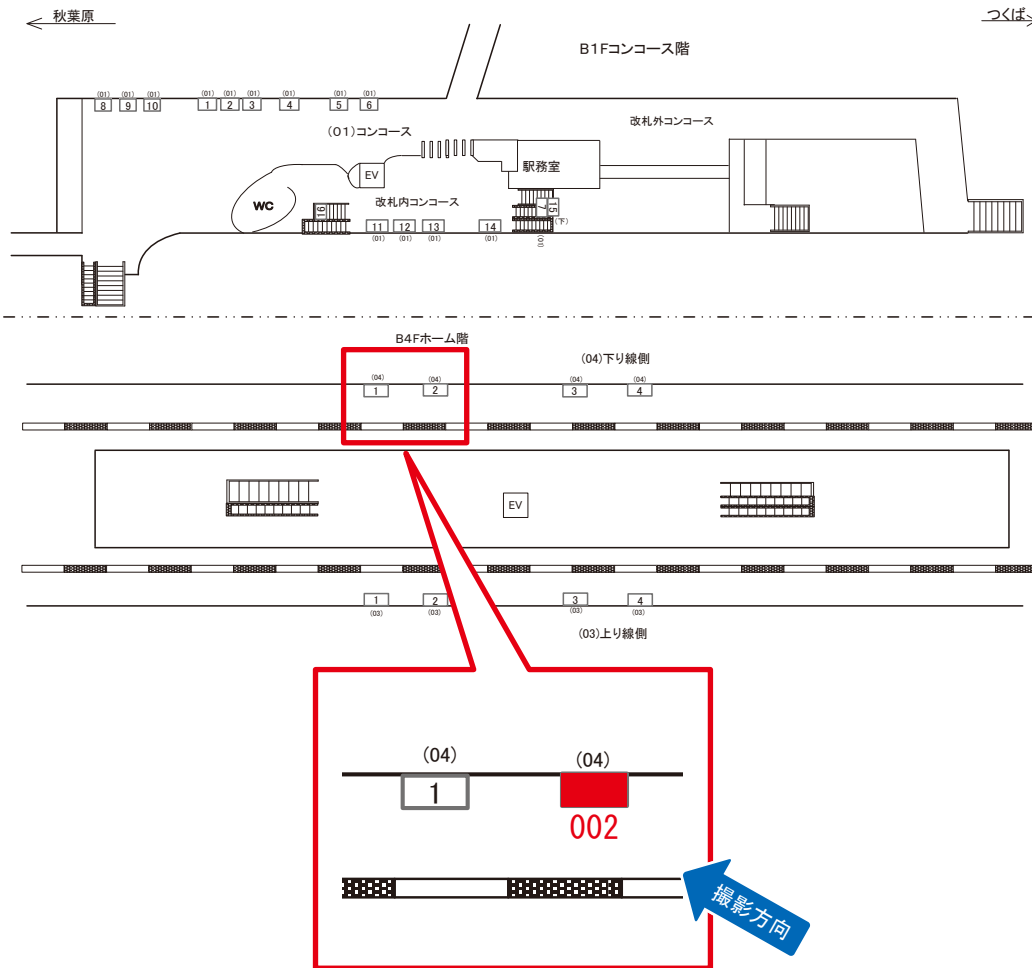 秋葉原
つくば
B1Fコンコース階
(01) (01) (01) (01) (01) (01) (01) (01) (01)
8 9 10 1 2 3 4 5 6
(01)コンコース
改札外コンコース
駅務室
EV
WC
改札内コンコース
16
7
15
(下)
11 12 13 14
(01) (01) (01) (01)
(01)
B4Fホーム階
(04)下り線側
(04) (04) (04) (04)
1 2 3 4
EV
1 2 3 4
(03) (03) (03) (03)
(03)上り線側
(04) (04)
1
002
撮影方向